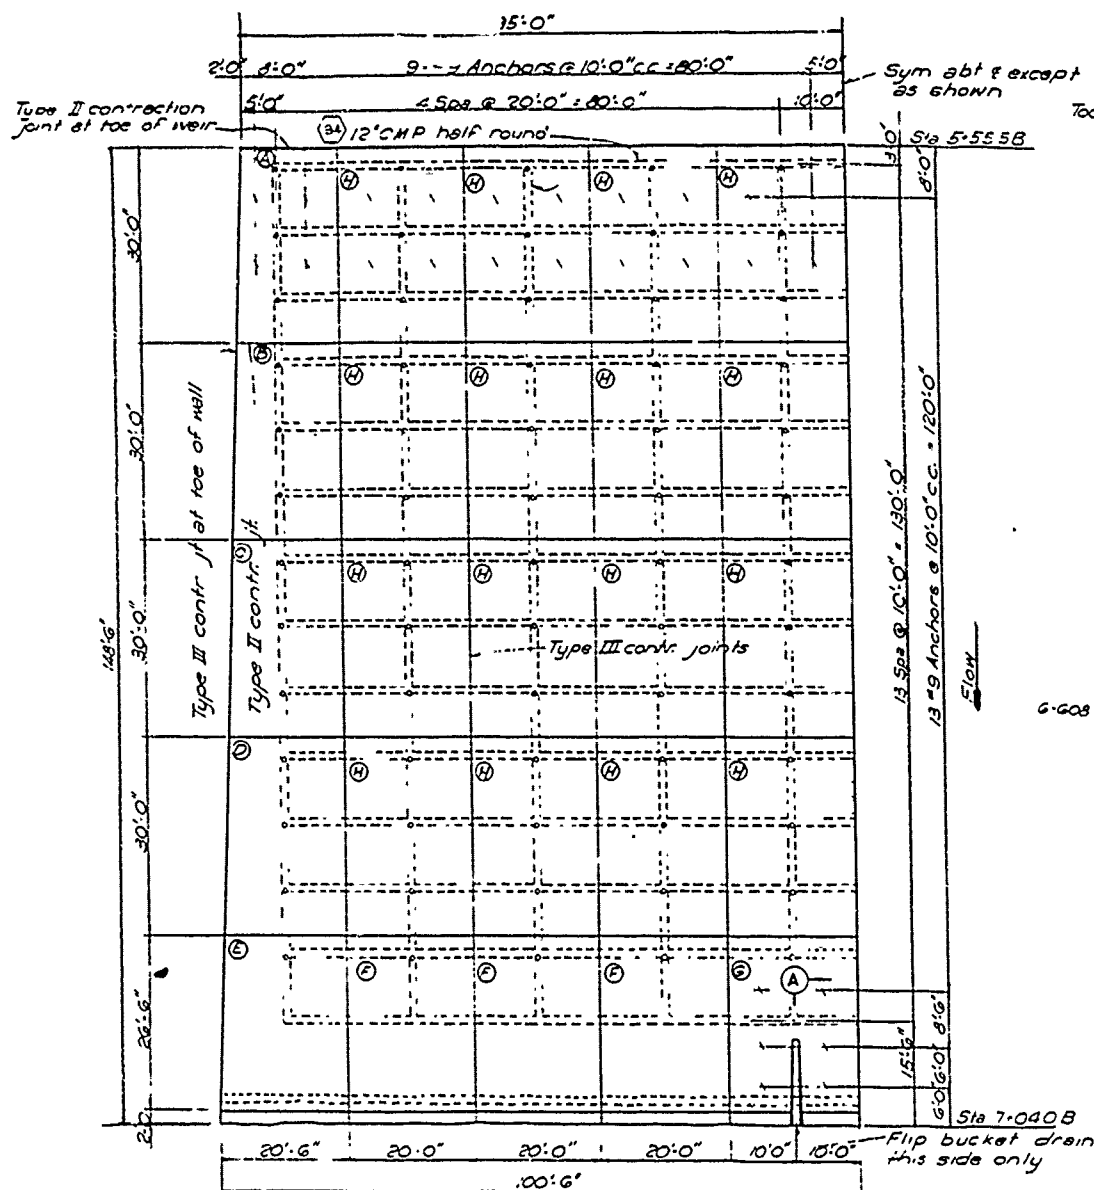 15'-0"
2'-0" 8'-0" 9 Anchors @ 10'-0" cc = 80'-0" 5'-0"
Sym abt ℄ except
as shown
5'-0" 4 Spa @ 20'-0" = 80'-0" 10'-0"
Type II contraction
joint at toe of weir
34 12" CMP half round
3'-0"
Sta 5+55.5B
8'-0"
A H H H H
30'-0"
B H H H H
30'-0"
C H H H H
30'-0"
Type III contr jt at toe of wall
Type II contr. jt.
Type III contr. joints
148'-6"
13 Spa @ 10'-0" = 130'-0"
13 #9 Anchors @ 10'-0" c.c. = 120'-0"
Flow
6-608
D H H H H
30'-0"
E F F F G A
26'-6"
8'-6"
15'-6"
6'-0"
6'-0"
2'-0
Sta 7+04.0B
Flip bucket drain
this side only
20'-6" 20'-0" 20'-0" 20'-0" 10'-0" 10'-0"
100'-6"